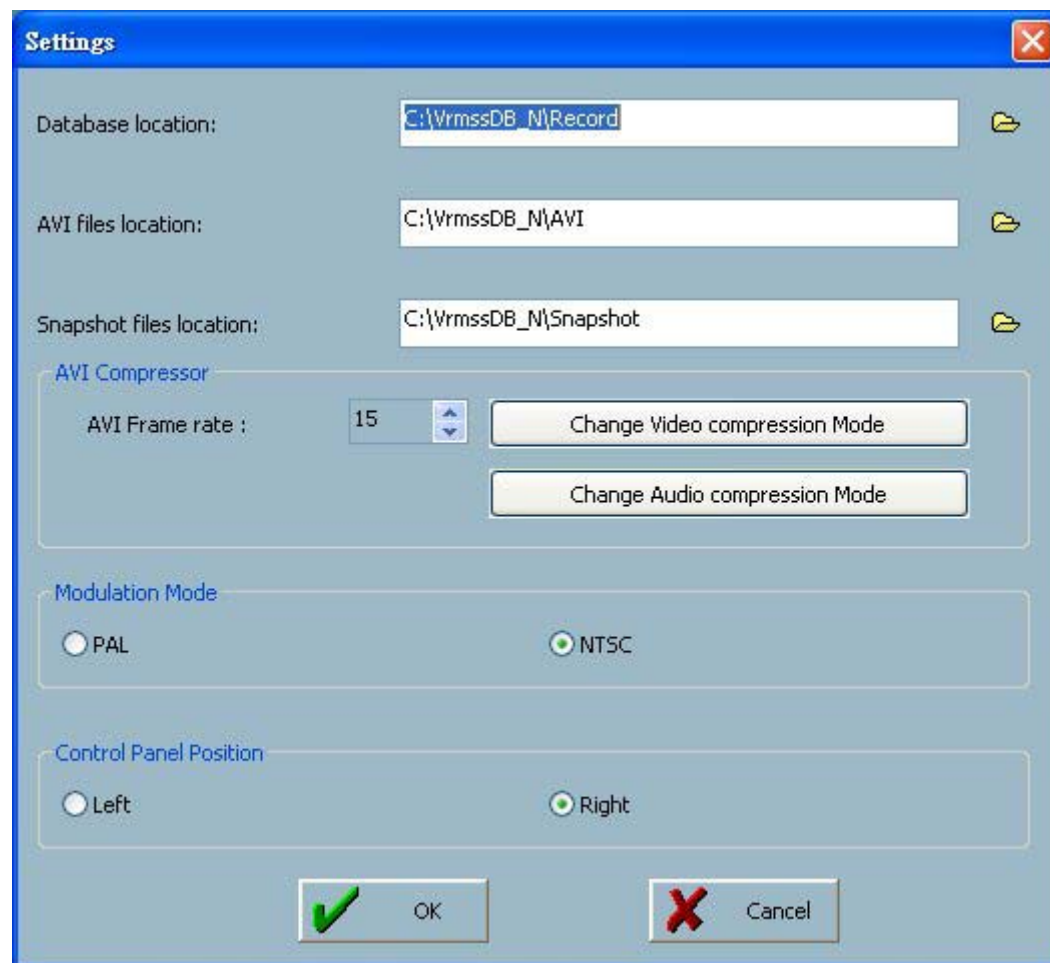 Settings
Database location:
C:\VrmssDB_N\Record
AVI files location:
C:\VrmssDB_N\AVI
Snapshot files location:
C:\VrmssDB_N\Snapshot
AVI Compressor
AVI Frame rate :
15
Change Video compression Mode
Change Audio compression Mode
Modulation Mode
PAL
NTSC
Control Panel Position
Left
Right
OK
Cancel